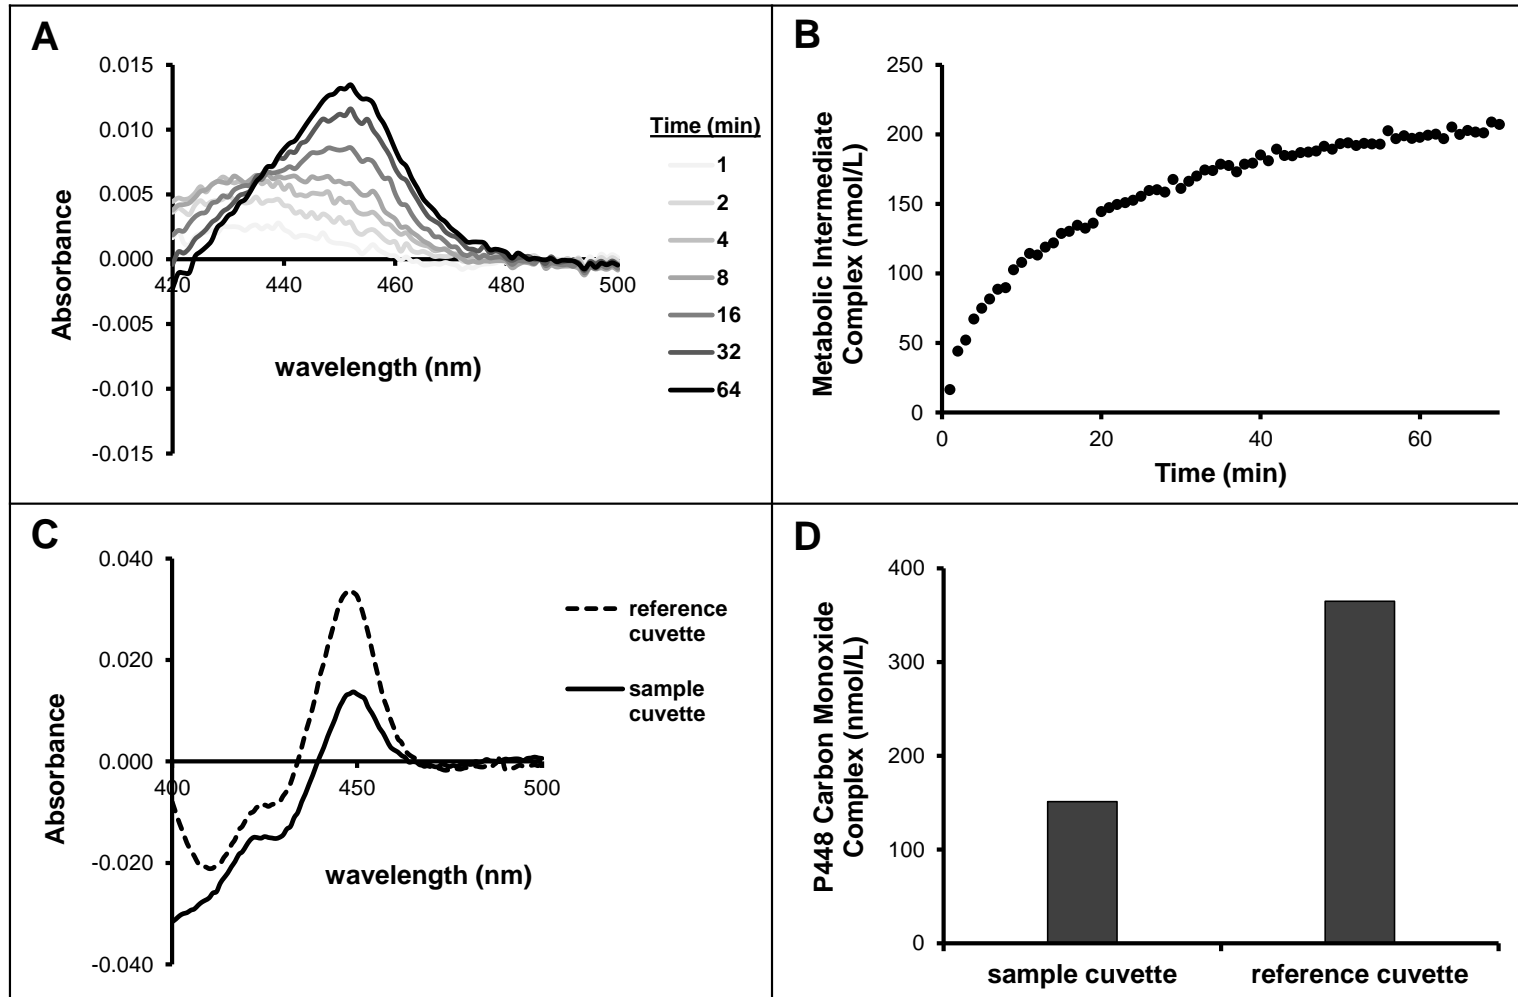 A
0.015
0.010
0.005
0.000
-0.005
-0.010
-0.015
Absorbance
420
440
460
480
500
wavelength (nm)
Time (min)
1
2
4
8
16
32
64
B
250
200
150
100
50
0
Metabolic Intermediate
Complex (nmol/L)
0
20
40
60
Time (min)
C
0.040
0.020
0.000
-0.020
-0.040
Absorbance
400
450
500
wavelength (nm)
reference
cuvette
sample
cuvette
D
400
300
200
100
0
P448 Carbon Monoxide
Complex (nmol/L)
sample cuvette
reference cuvette